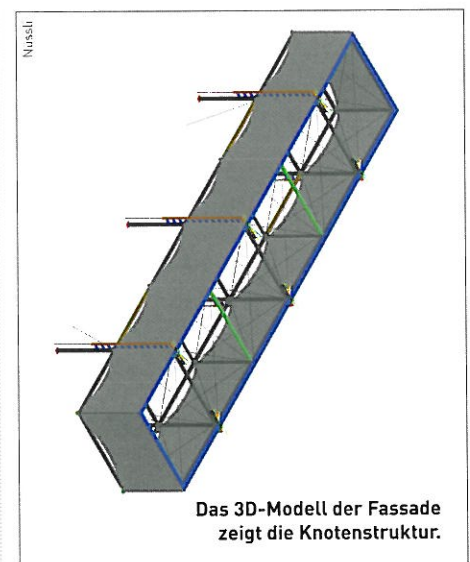 Nussli
Das 3D-Modell der Fassade
zeigt die Knotenstruktur.